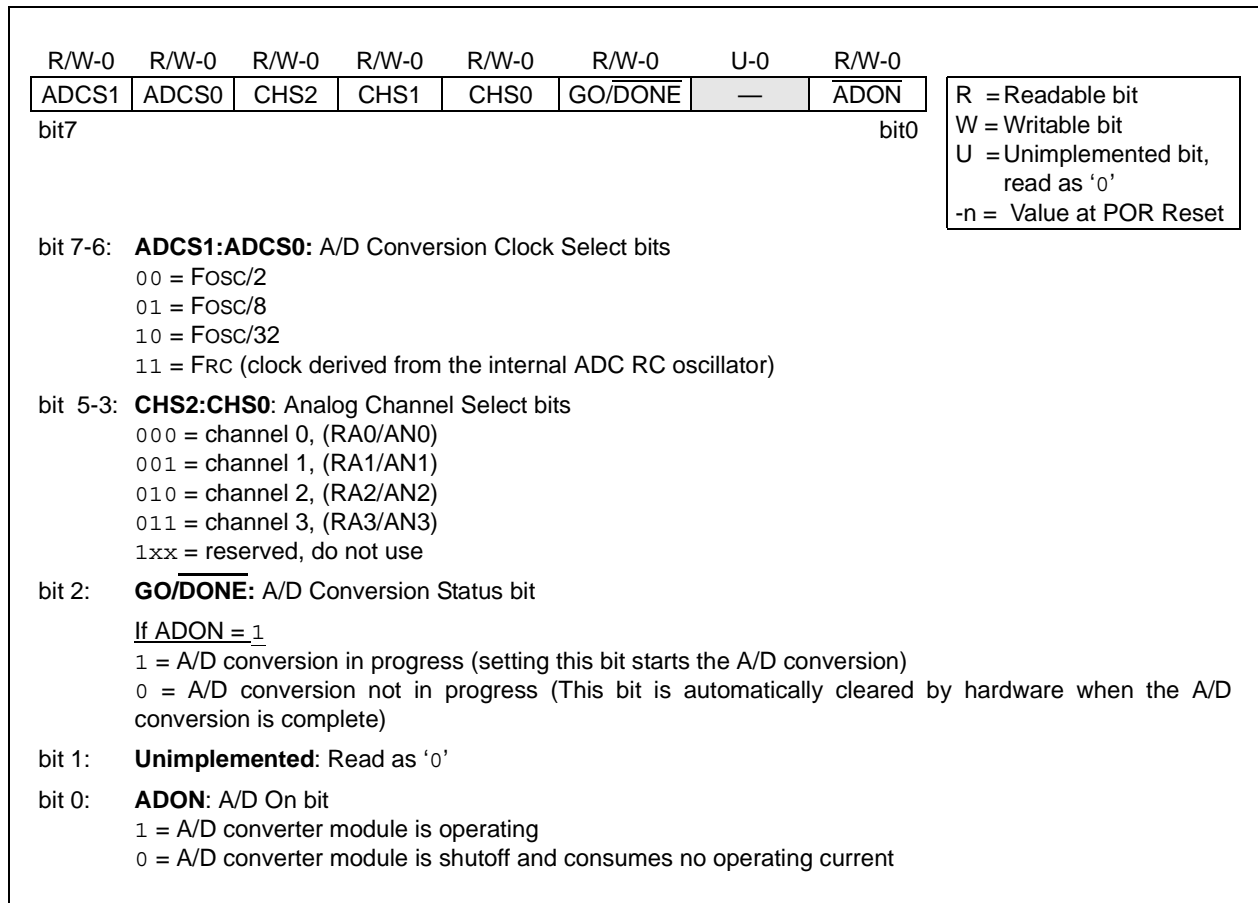 R/W-0 R/W-0 R/W-0 R/W-0 R/W-0 R/W-0 U-0 R/W-0
ADCS1 ADCS0 CHS2 CHS1 CHS0 GO/DONE — ADON
bit7 bit0
R = Readable bit
W = Writable bit
U = Unimplemented bit,
read as ‘0’
-n = Value at POR Reset
bit 7-6: ADCS1:ADCS0: A/D Conversion Clock Select bits
00 = FOSC/2
01 = FOSC/8
10 = FOSC/32
11 = FRC (clock derived from the internal ADC RC oscillator)
bit 5-3: CHS2:CHS0: Analog Channel Select bits
000 = channel 0, (RA0/AN0)
001 = channel 1, (RA1/AN1)
010 = channel 2, (RA2/AN2)
011 = channel 3, (RA3/AN3)
1xx = reserved, do not use
bit 2: GO/DONE: A/D Conversion Status bit
If ADON = 1
1 = A/D conversion in progress (setting this bit starts the A/D conversion)
0 = A/D conversion not in progress (This bit is automatically cleared by hardware when the A/D
conversion is complete)
bit 1: Unimplemented: Read as ‘0’
bit 0: ADON: A/D On bit
1 = A/D converter module is operating
0 = A/D converter module is shutoff and consumes no operating current